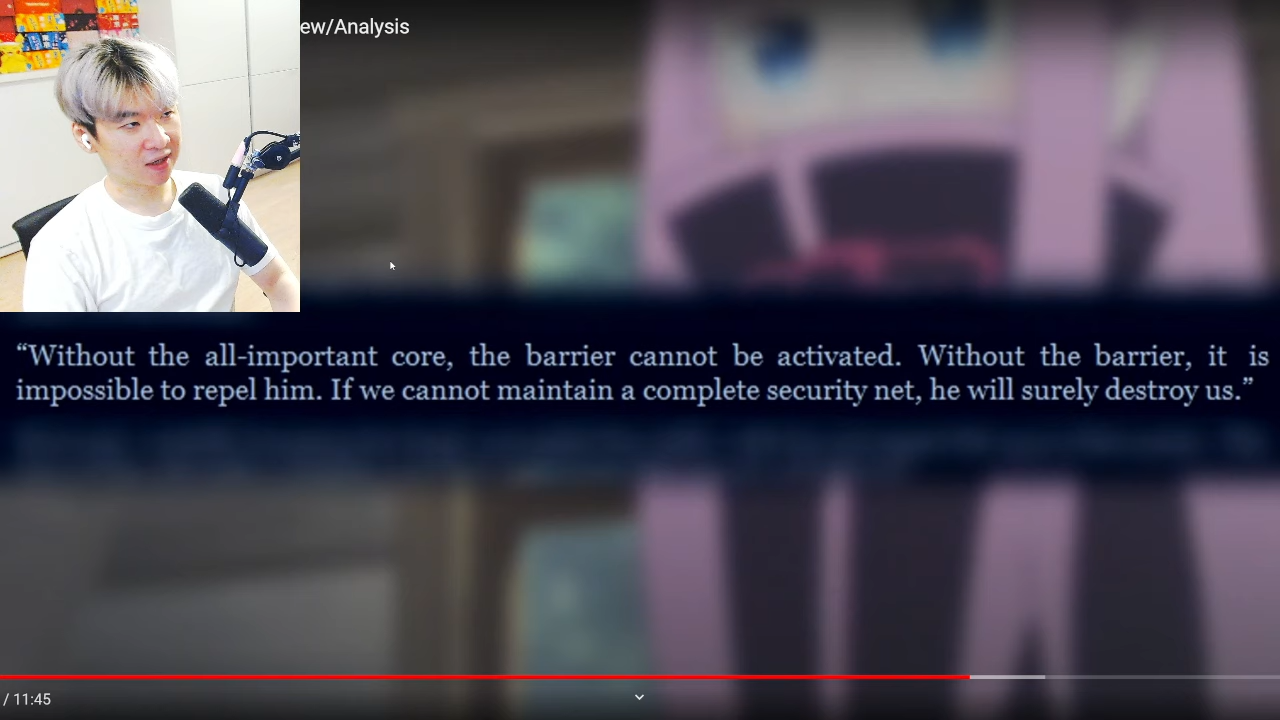 ew/Analysis
“Without the all-important core, the barrier cannot be activated. Without the barrier, it is
impossible to repel him. If we cannot maintain a complete security net, he will surely destroy us.”
/ 11:45